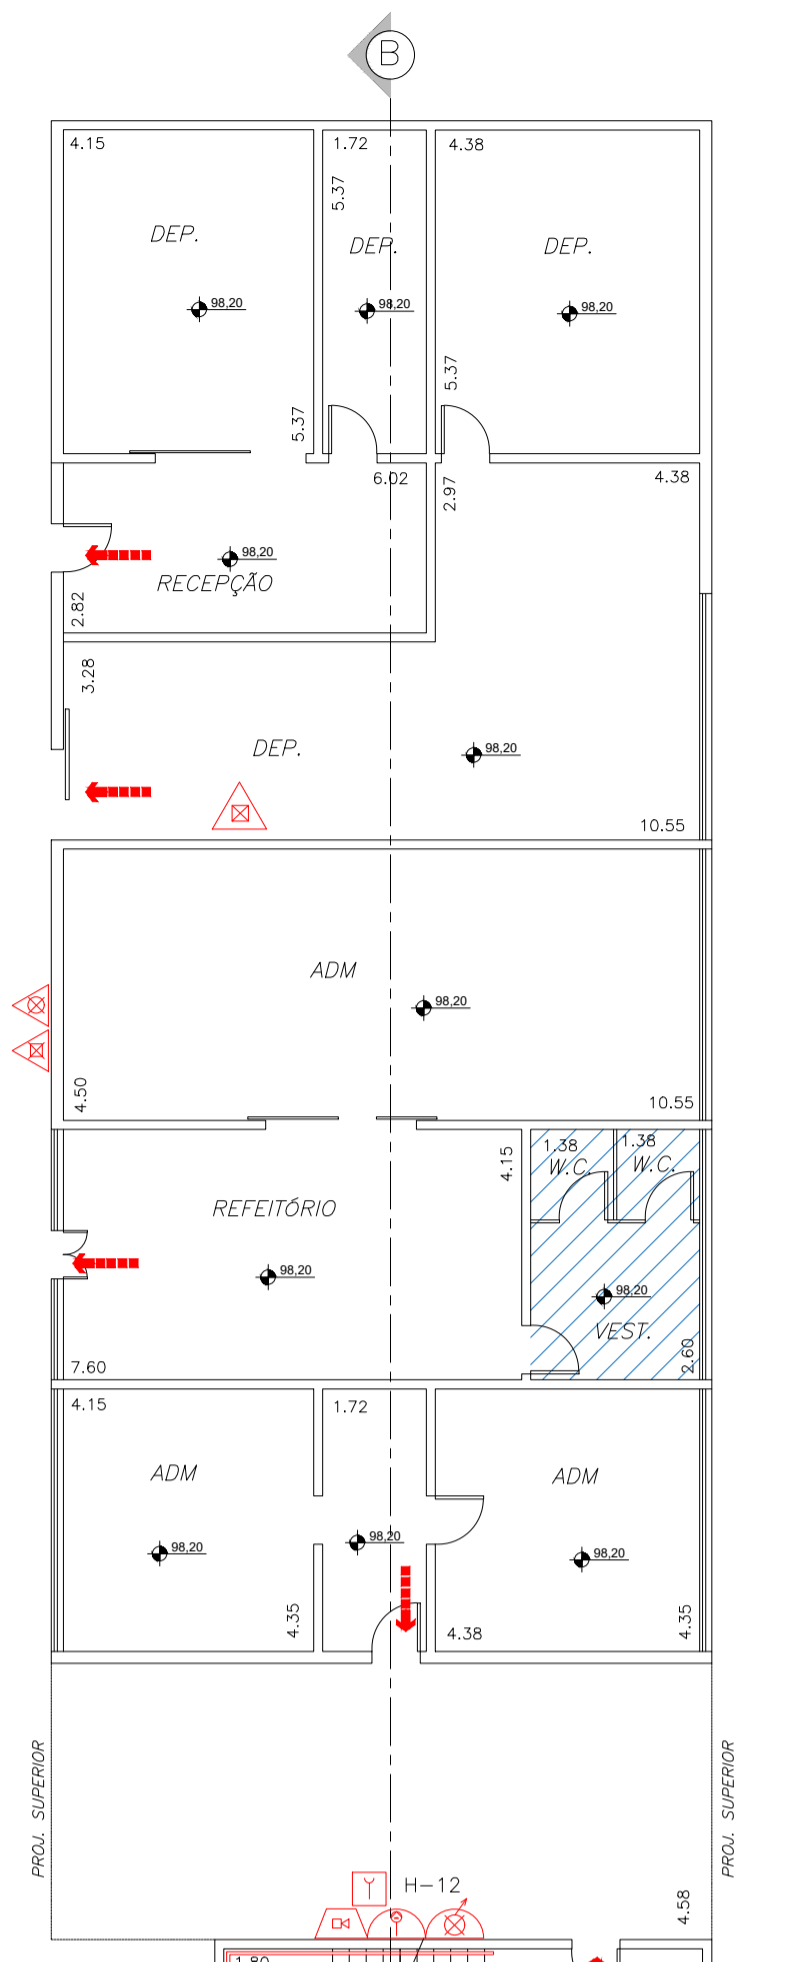 B
4.15
1.72
4.38
5.37
DEP.
DEP.
DEP.
98,20
98,20
98,20
5.37
5.37
6.02
2.97
4.38
98,20
RECEPÇÃO
2.82
3.28
DEP.
98,20
10.55
ADM
98,20
4.50
10.55
4.15
1.38
1.38
W.C.
W.C.
REFEITÓRIO
98,20
98,20
VEST.
2.60
7.60
4.15
1.72
ADM
ADM
98,20
98,20
98,20
4.35
4.38
4.35
PROJ. SUPERIOR
PROJ. SUPERIOR
H-12
4.58
1.80